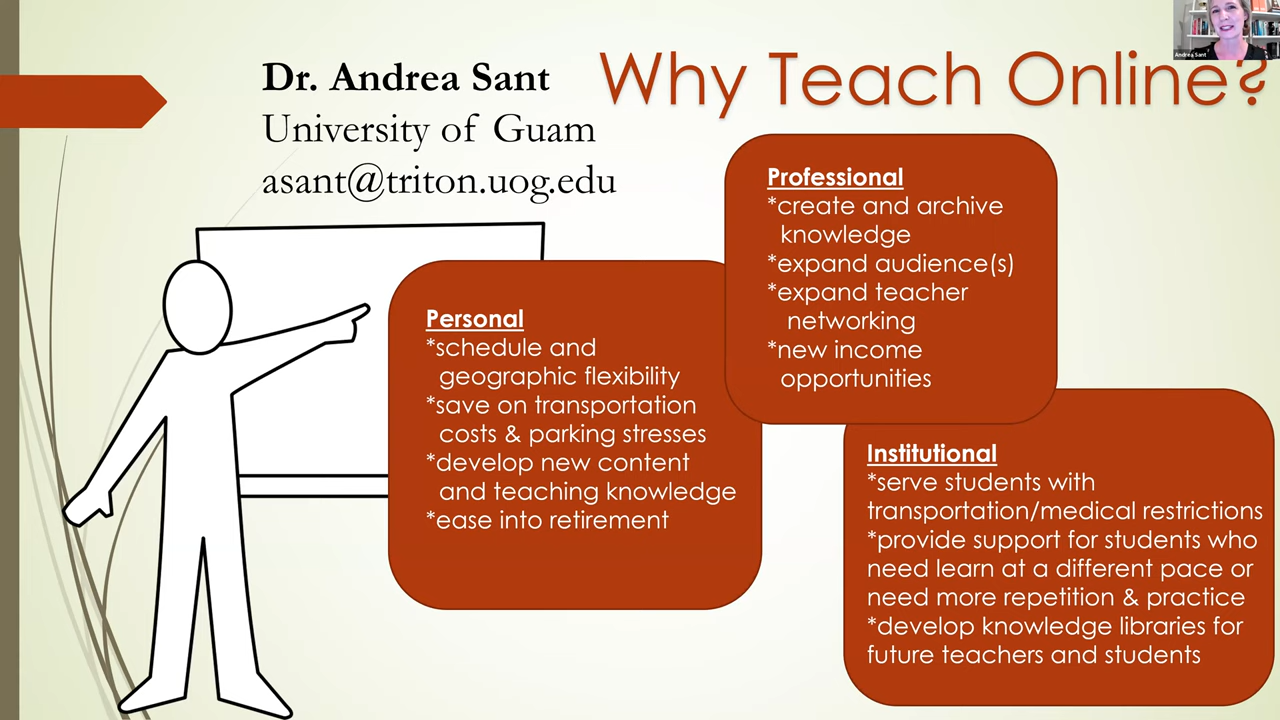 Dr. Andrea Sant
University of Guam
asant@triton.uog.edu
Why Teach Online?
Andrea Sant
Personal
*schedule and
geographic flexibility
*save on transportation
costs & parking stresses
*develop new content
and teaching knowledge
*ease into retirement
Professional
*create and archive
knowledge
*expand audience(s)
*expand teacher
networking
*new income
opportunities
Institutional
*serve students with
transportation/medical restrictions
*provide support for students who
need learn at a different pace or
need more repetition & practice
*develop knowledge libraries for
future teachers and students